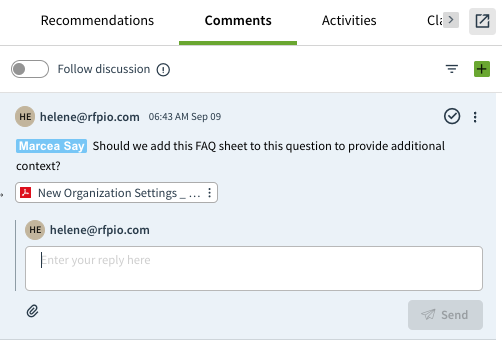 Recommendations Comments Activities
Follow discussion
HE helene@rfpio.com 06:43 AM Sep 09
Marcea Say Should we add this FAQ sheet to this question to provide additional
context?
New Organization Settings _ ...
HE helene@rfpio.com
Enter your reply here
Send